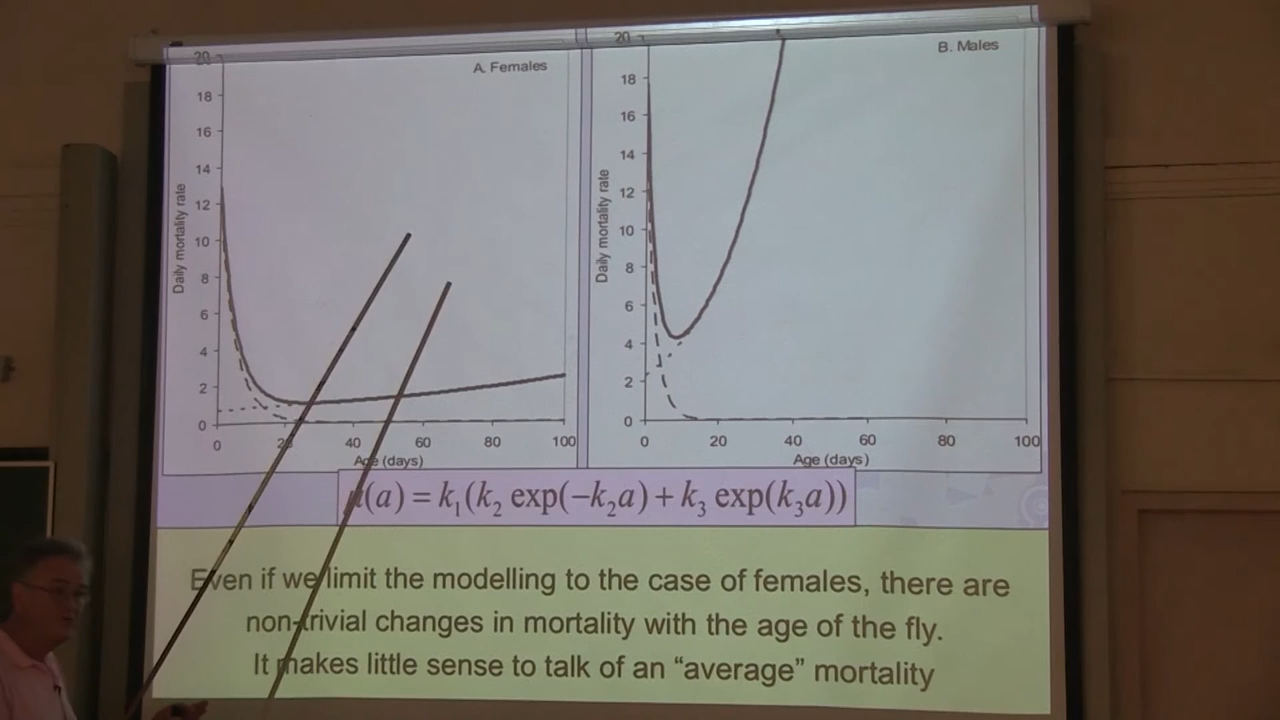 A. Females
20
18
16
14
12
10
8
6
4
2
0
Daily mortality rate
0 20 40 60 80 100
Age (days)
B. Males
20
18
16
14
12
10
8
6
4
2
0
Daily mortality rate
0 20 40 60 80 100
Age (days)
μ(a) = k₁(k₂ exp(−k₂a) + k₃ exp(k₃a))
Even if we limit the modelling to the case of females, there are
non-trivial changes in mortality with the age of the fly.
It makes little sense to talk of an “average” mortality